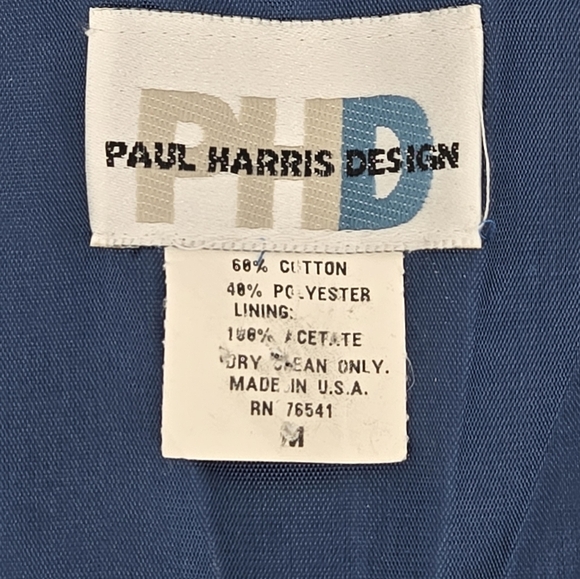 PHD
PAUL HARRIS DESIGN
60% COTTON
40% POLYESTER
LINING:
100% ACETATE
DRY CLEAN ONLY.
MADE IN U.S.A.
RN 76541
M